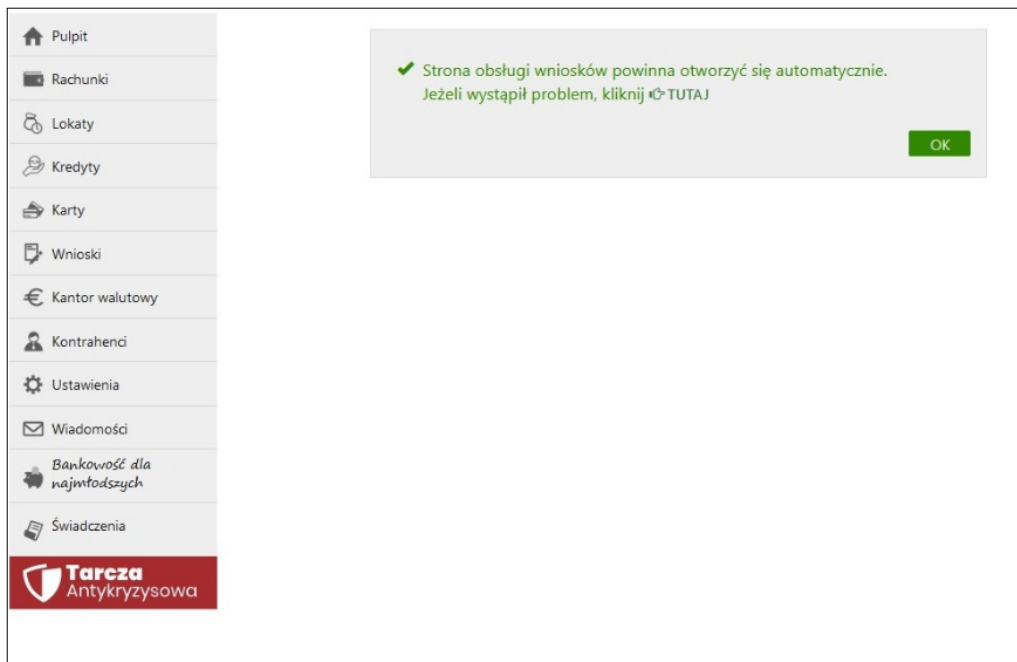 Pulpit
Rachunki
Lokaty
Kredyty
Karty
Wnioski
Kantor walutowy
Kontrahenci
Ustawienia
Wiadomości
Bankowość dla
najmłodszych
Świadczenia
Tarcza
Antykryzysowa
Strona obsługi wniosków powinna otworzyć się automatycznie.
Jeżeli wystąpił problem, kliknij TUTAJ
OK